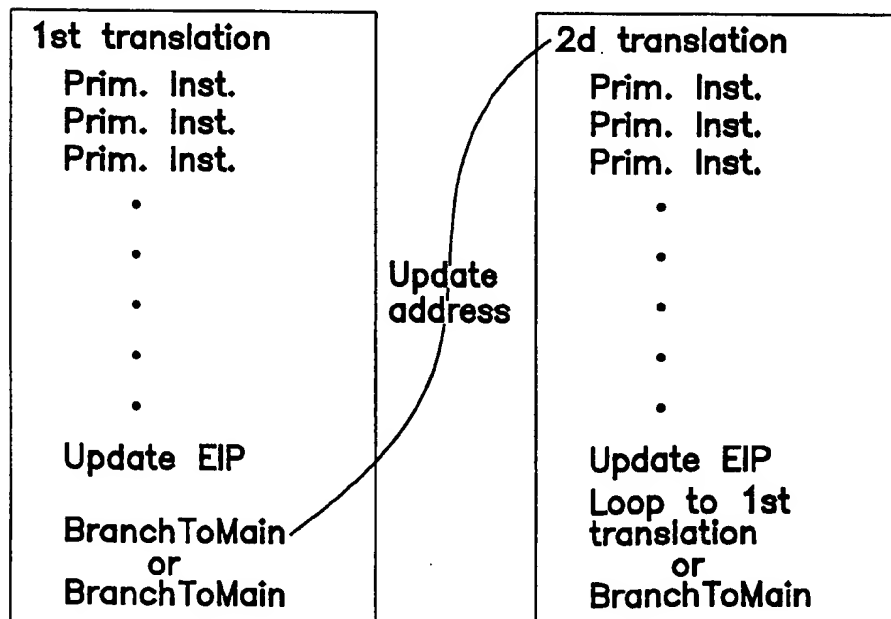 1st translation
Prim. Inst.
Prim. Inst.
Prim. Inst.
Update EIP
BranchToMain
or
BranchToMain
Update
address
2d translation
Prim. Inst.
Prim. Inst.
Prim. Inst.
Update EIP
Loop to 1st
translation
or
BranchToMain